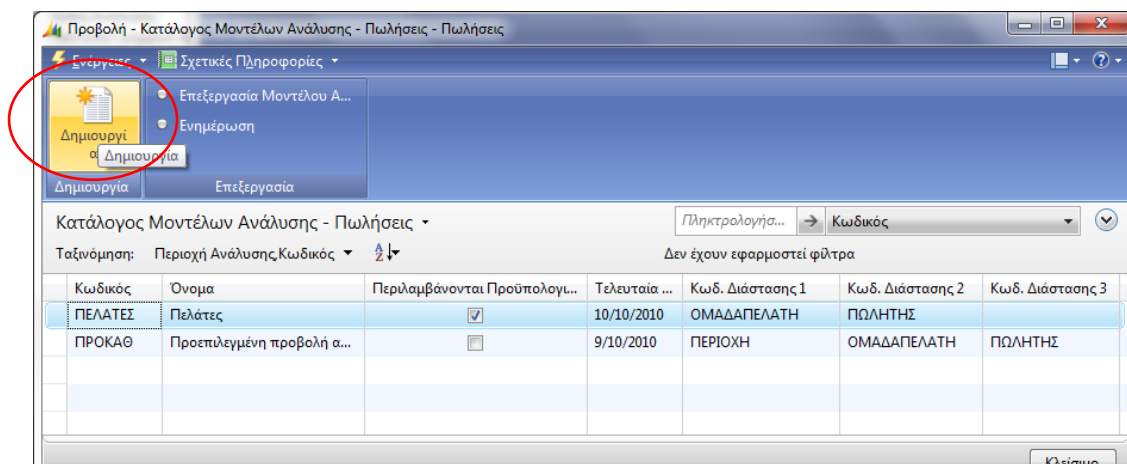 Προβολή - Κατάλογος Μοντέλων Ανάλυσης - Πωλήσεις - Πωλήσεις
Ενέργειες Σχετικές Πληροφορίες
Δημιουργί
α
Δημιουργία
Επεξεργασία Μοντέλου Α...
Ενημέρωση
Δημιουργία Επεξεργασία
Κατάλογος Μοντέλων Ανάλυσης - Πωλήσεις Πληκτρολογήσ... Κωδικός
Ταξινόμηση: Περιοχή Ανάλυσης,Κωδικός Δεν έχουν εφαρμοστεί φίλτρα
Κωδικός Όνομα Περιλαμβάνονται Προϋπολογι... Τελευταία ... Κωδ. Διάστασης 1 Κωδ. Διάστασης 2 Κωδ. Διάστασης 3
ΠΕΛΑΤΕΣ Πελάτες 10/10/2010 ΟΜΑΔΑΠΕΛΑΤΗ ΠΩΛΗΤΗΣ
ΠΡΟΚΑΘ Προεπιλεγμένη προβολή α... 9/10/2010 ΠΕΡΙΟΧΗ ΟΜΑΔΑΠΕΛΑΤΗ ΠΩΛΗΤΗΣ
Κλείσιμο